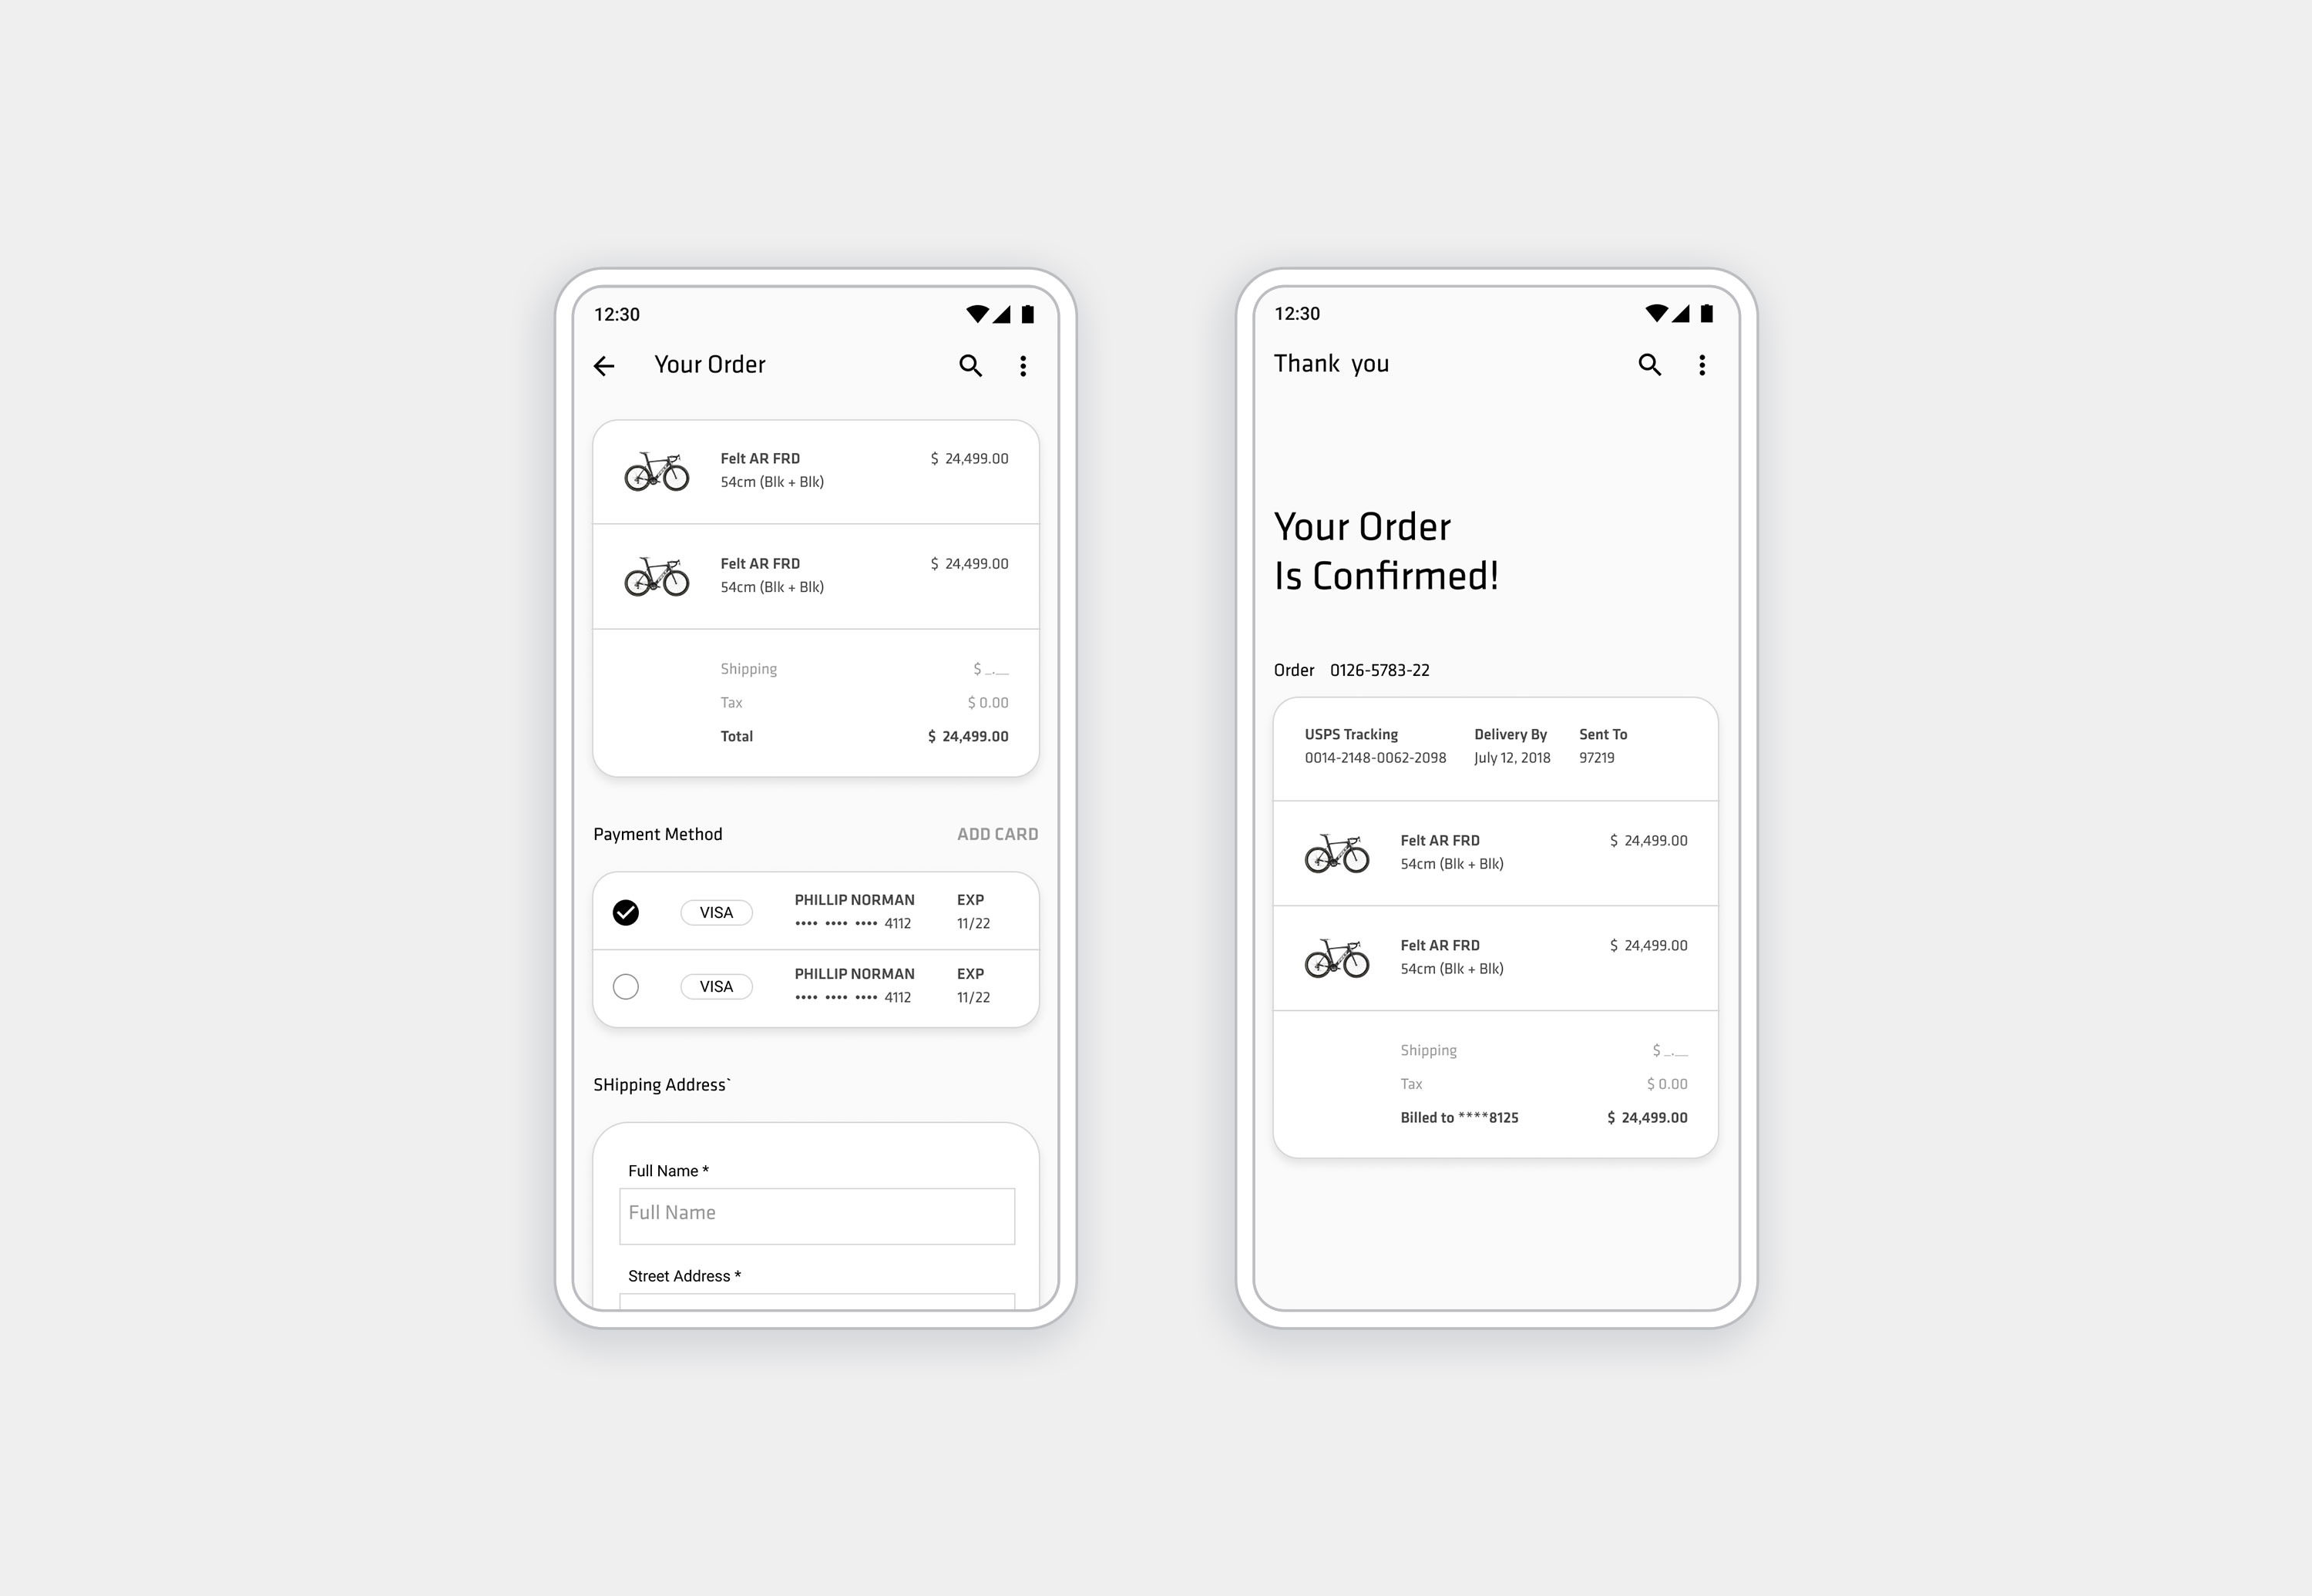 12:30
Your Order
Felt AR FRD $ 24,499.00
54cm (Blk + Blk)
Felt AR FRD $ 24,499.00
54cm (Blk + Blk)
Shipping $ _.__
Tax $ 0.00
Total $ 24,499.00
Payment Method ADD CARD
VISA PHILLIP NORMAN EXP
•••• •••• •••• 4112 11/22
VISA PHILLIP NORMAN EXP
•••• •••• •••• 4112 11/22
SHipping Address`
Full Name *
Full Name
Street Address *
12:30
Thank you
Your Order
Is Confirmed!
Order 0126-5783-22
USPS Tracking Delivery By Sent To
0014-2148-0062-2098 July 12, 2018 97219
Felt AR FRD $ 24,499.00
54cm (Blk + Blk)
Felt AR FRD $ 24,499.00
54cm (Blk + Blk)
Shipping $ _.__
Tax $ 0.00
Billed to ****8125 $ 24,499.00